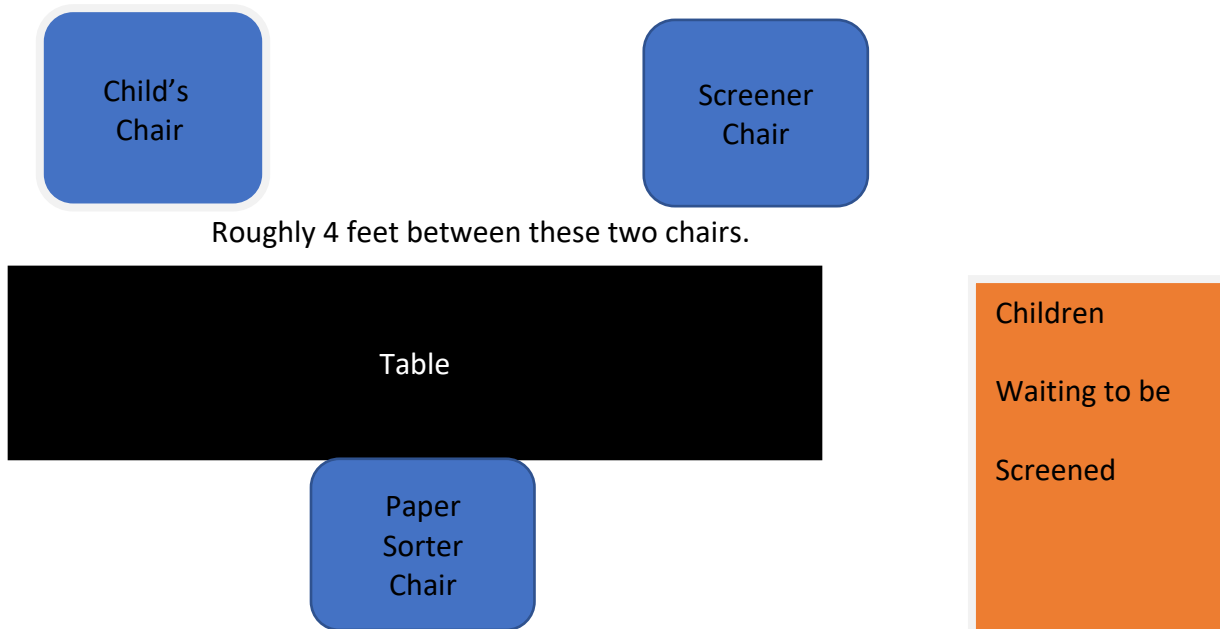 Child’s
Chair
Screener
Chair
Roughly 4 feet between these two chairs.
Table
Children
Waiting to be
Screened
Paper
Sorter
Chair